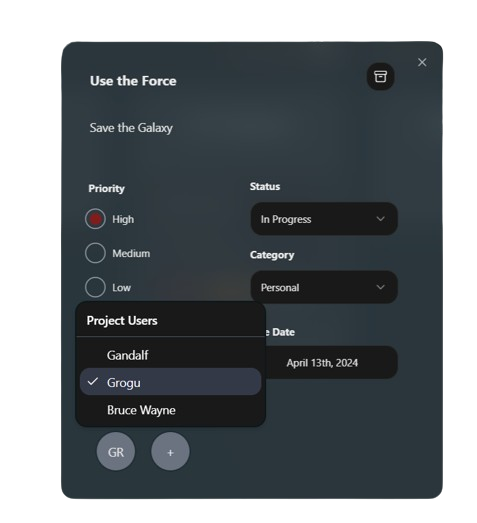 Use the Force
Save the Galaxy
Priority
High
Medium
Low
Status
In Progress
Category
Personal
e Date
April 13th, 2024
Project Users
Gandalf
Grogu
Bruce Wayne
GR
+